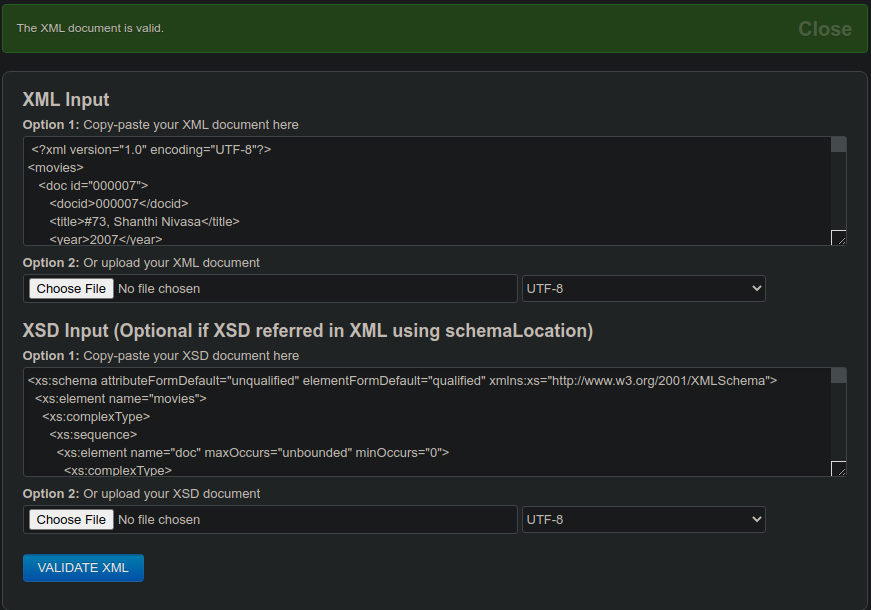 The XML document is valid.
Close
XML Input
Option 1: Copy-paste your XML document here
<?xml version="1.0" encoding="UTF-8"?>
<movies>
<doc id="000007">
<docid>000007</docid>
<title>#73, Shanthi Nivasa</title>
<year>2007</year>
Option 2: Or upload your XML document
Choose File No file chosen
UTF-8
XSD Input (Optional if XSD referred in XML using schemaLocation)
Option 1: Copy-paste your XSD document here
<xs:schema attributeFormDefault="unqualified" elementFormDefault="qualified" xmlns:xs="http://www.w3.org/2001/XMLSchema">
<xs:element name="movies">
<xs:complexType>
<xs:sequence>
<xs:element name="doc" maxOccurs="unbounded" minOccurs="0">
<xs:complexType>
Option 2: Or upload your XSD document
Choose File No file chosen
UTF-8
VALIDATE XML